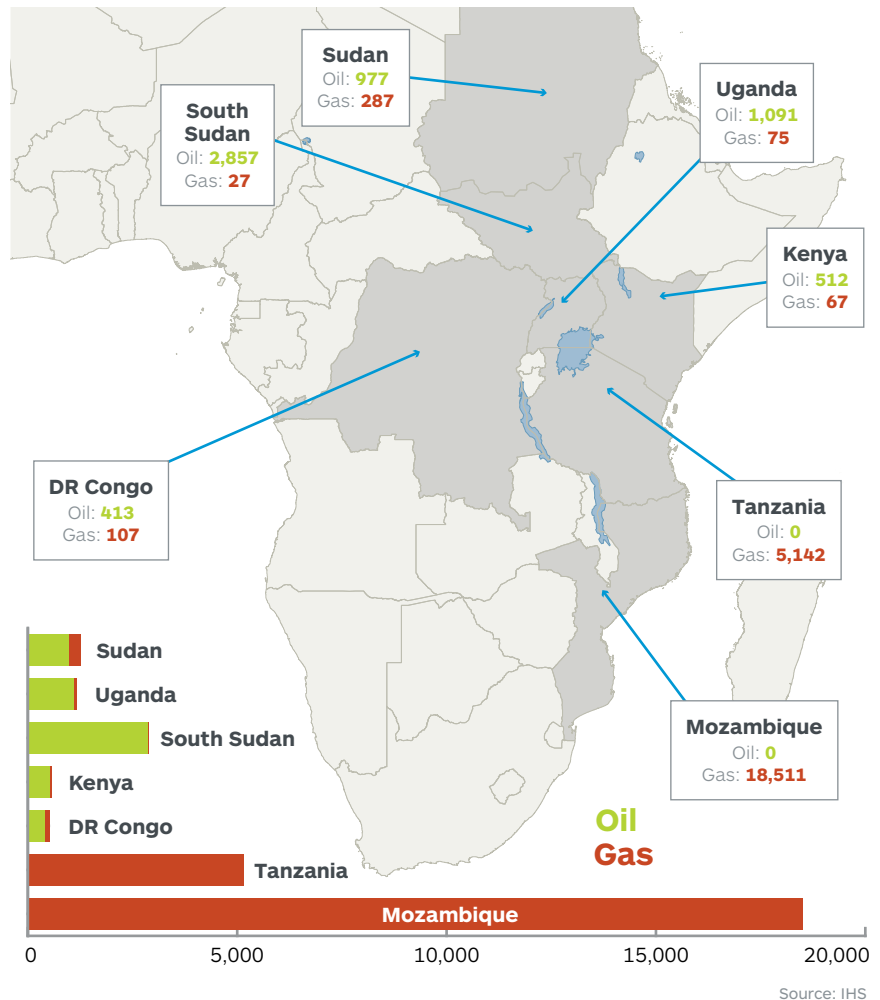 Sudan
Oil: 977
Gas: 287
South
Sudan
Oil: 2,857
Gas: 27
Uganda
Oil: 1,091
Gas: 75
Kenya
Oil: 512
Gas: 67
DR Congo
Oil: 413
Gas: 107
Tanzania
Oil: 0
Gas: 5,142
Mozambique
Oil: 0
Gas: 18,511
Sudan
Uganda
South Sudan
Kenya
DR Congo
Tanzania
Mozambique
Oil
Gas
0 5,000 10,000 15,000 20,000
Source: IHS